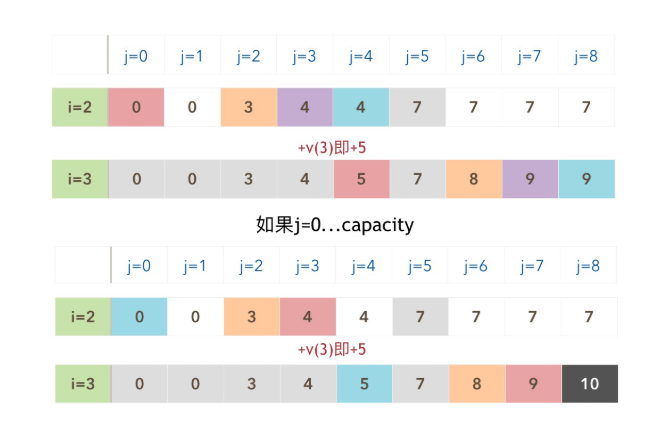 j=0 j=1 j=2 j=3 j=4 j=5 j=6 j=7 j=8
i=2 0 0 3 4 4 7 7 7 7
+v(3)即+5
i=3 0 0 3 4 5 7 8 9 9
如果j=0...capacity
j=0 j=1 j=2 j=3 j=4 j=5 j=6 j=7 j=8
i=2 0 0 3 4 4 7 7 7 7
+v(3)即+5
i=3 0 0 3 4 5 7 8 9 10